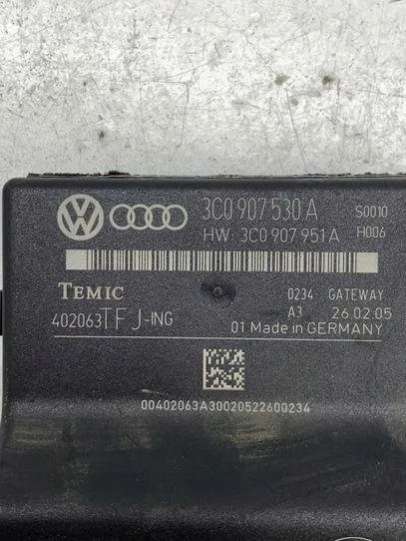 3C0 907 530 A S0010
HW 3C0 907 951 A H006
TEMIC 0234 GATEWAY
402063TFJ-ING A3 26.02.05
01 Made in GERMANY
00402063A30020522600234